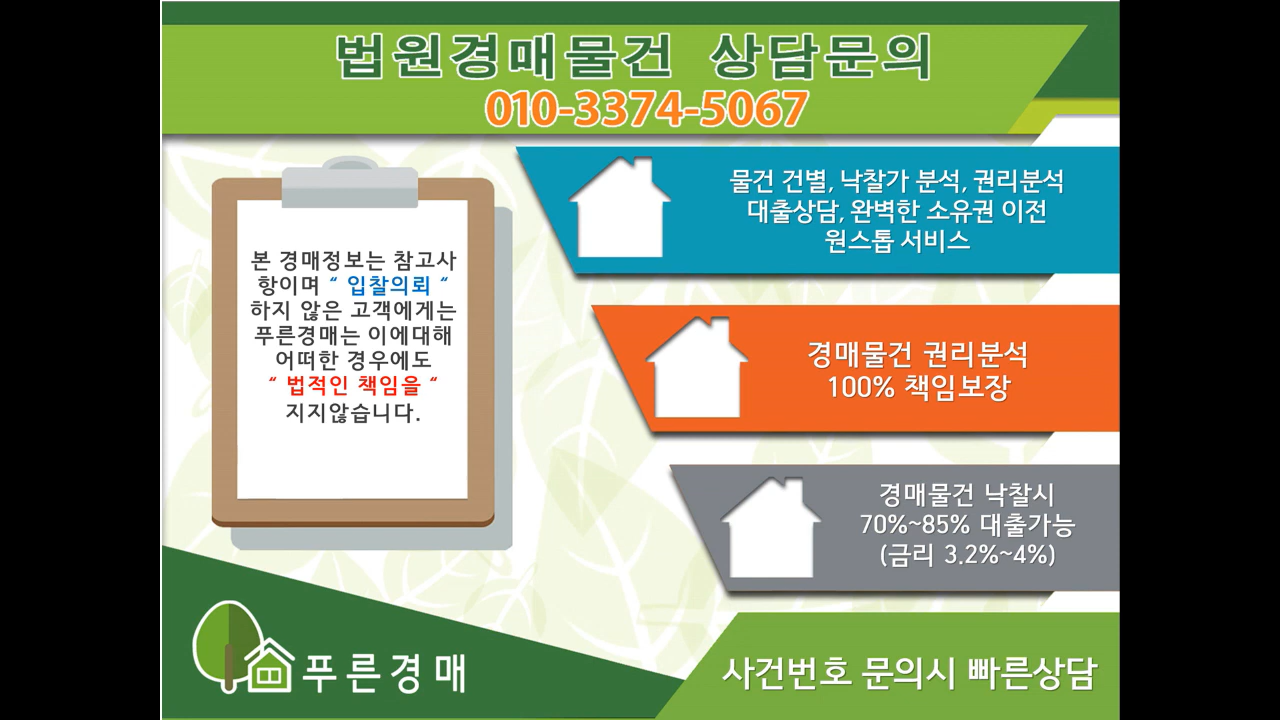 법원경매물건 상담문의
010-3374-5067
본 경매정보는 참고사
항이며 “ 입찰의뢰 “
하지 않은 고객에게는
푸른경매는 이에대해
어떠한 경우에도
“ 법적인 책임을 “
지지않습니다.
물건 건별, 낙찰가 분석, 권리분석
대출상담, 완벽한 소유권 이전
원스톱 서비스
경매물건 권리분석
100% 책임보장
경매물건 낙찰시
70%~85% 대출가능
(금리 3.2%~4%)
푸른경매
사건번호 문의시 빠른상담